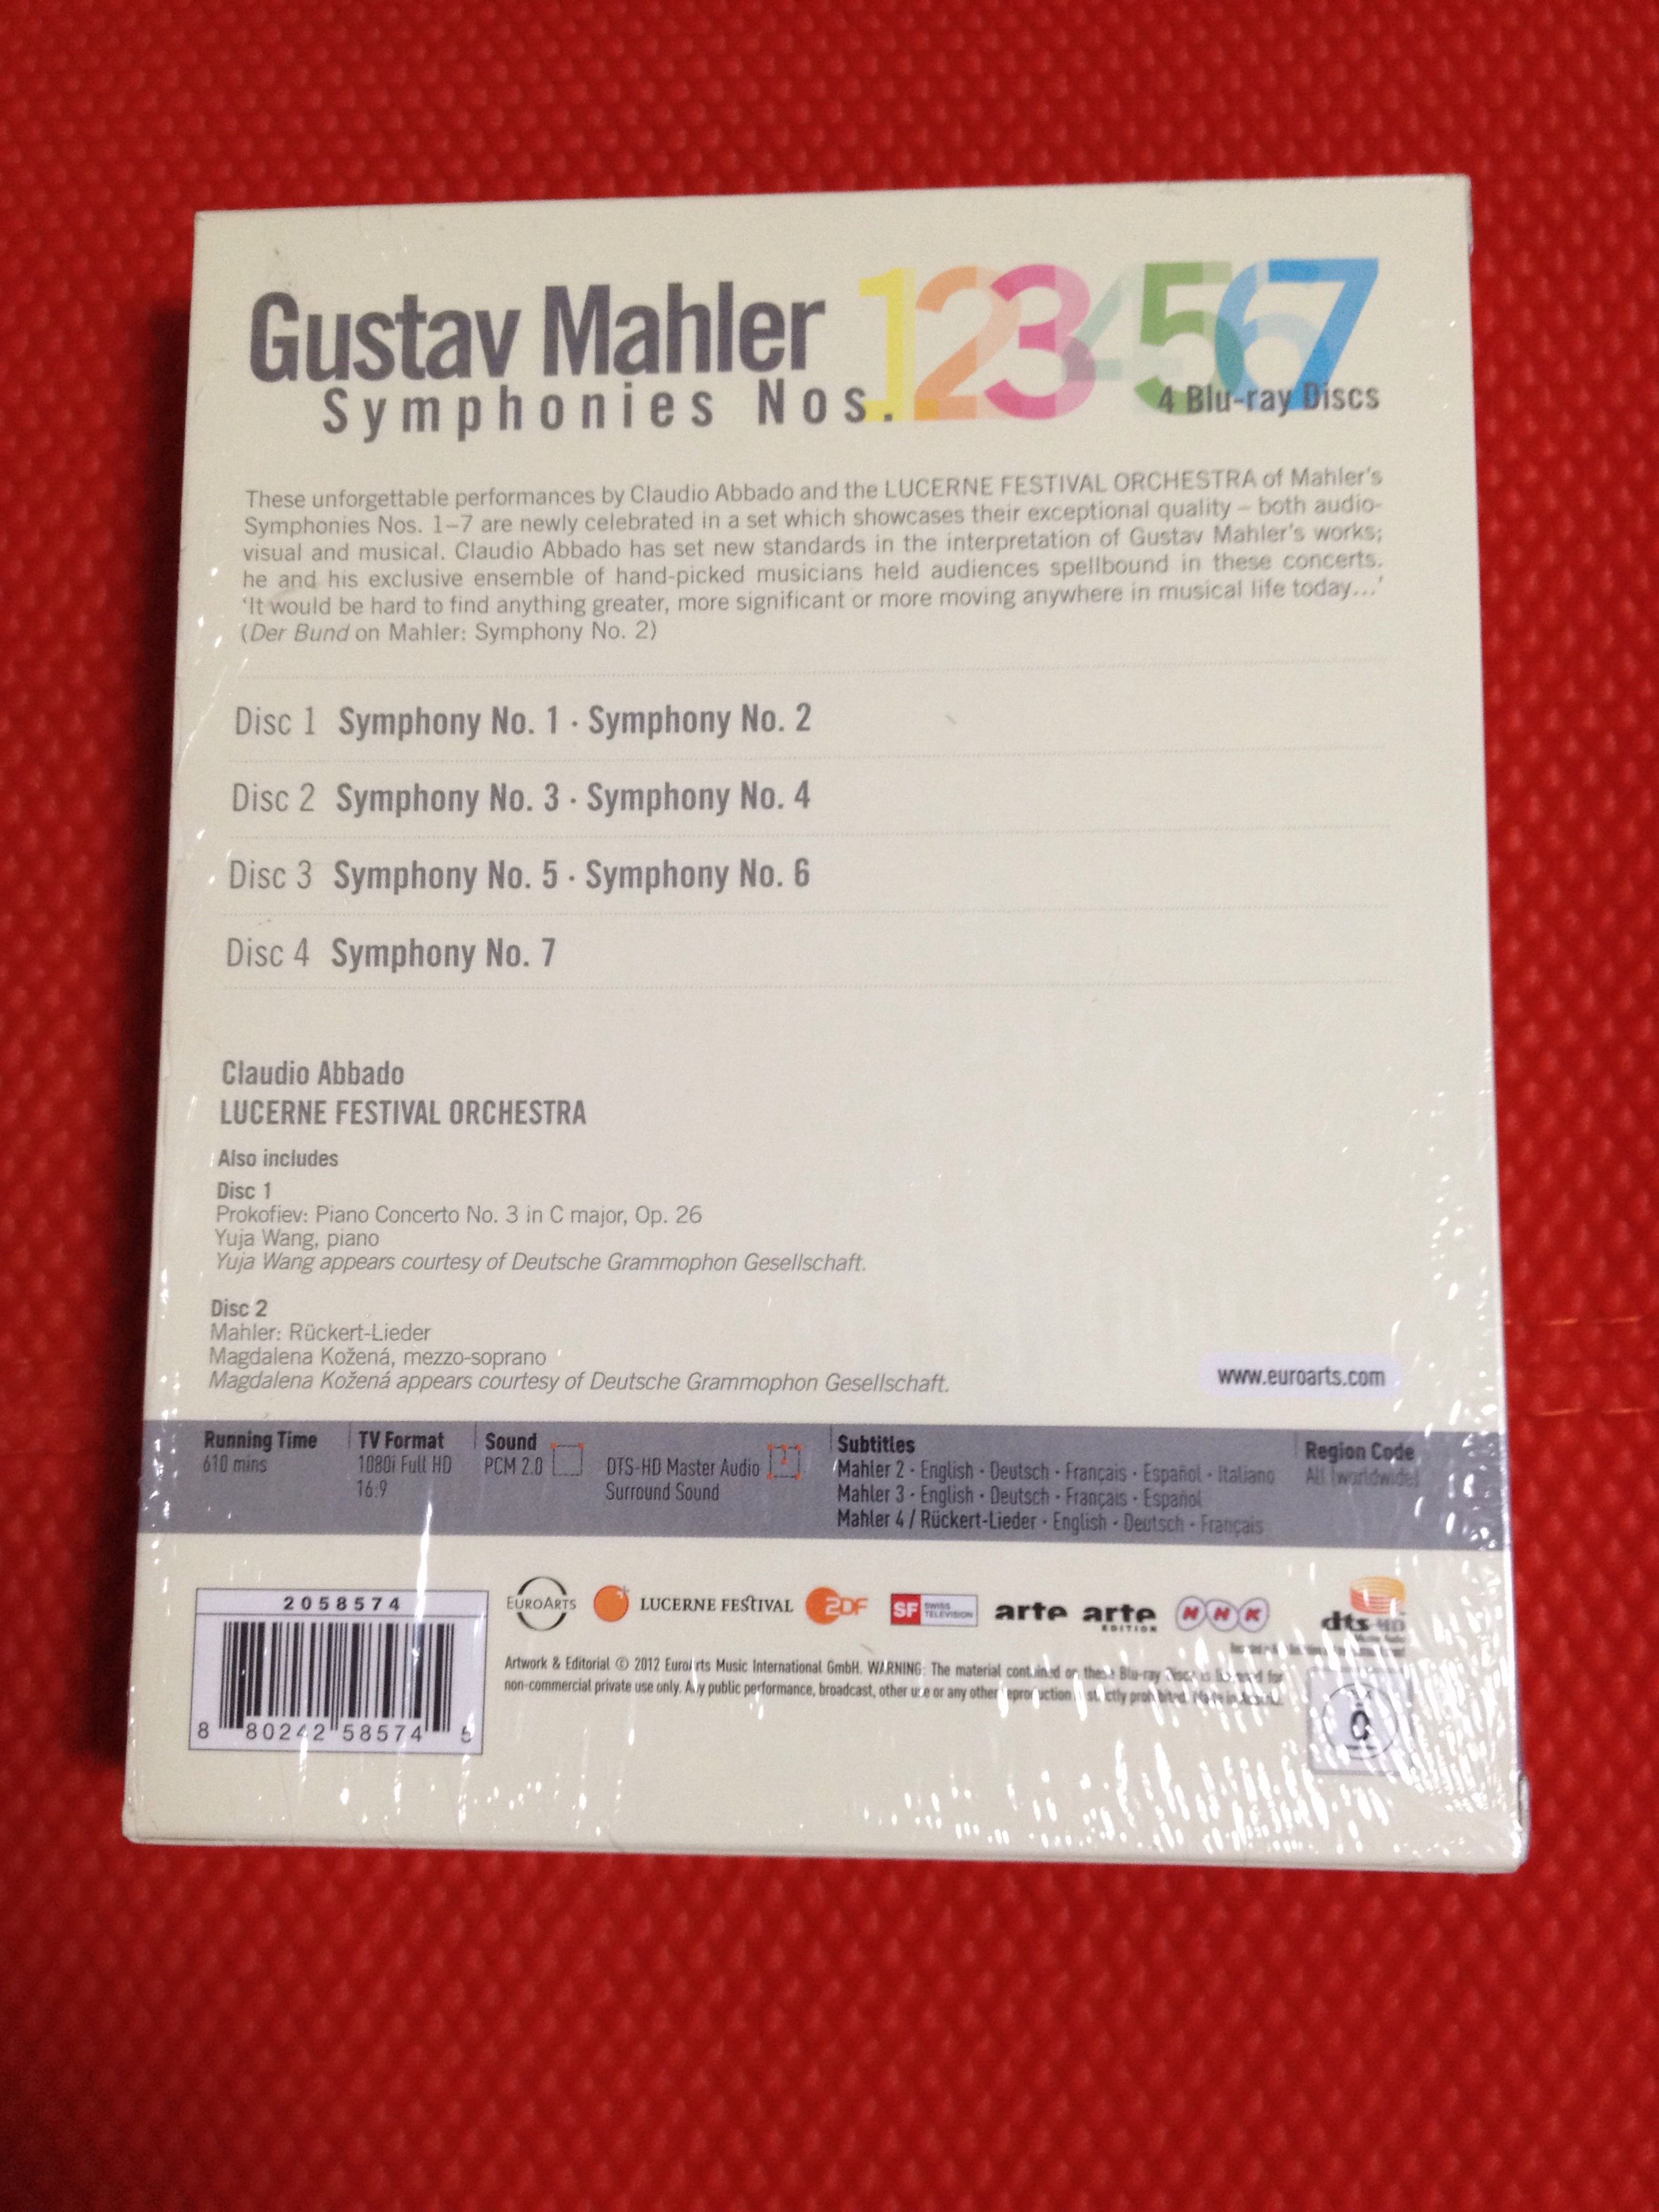 Gustav Mahler 1234567
Symphonies Nos.
4 Blu-ray Discs
These unforgettable performances by Claudio Abbado and the LUCERNE FESTIVAL ORCHESTRA of Mahler's
Symphonies Nos. 1–7 are newly celebrated in a set which showcases their exceptional quality – both audio-
visual and musical. Claudio Abbado has set new standards in the interpretation of Gustav Mahler's works;
he and his exclusive ensemble of hand-picked musicians held audiences spellbound in these concerts.
'It would be hard to find anything greater, more significant or more moving anywhere in musical life today...'
(Der Bund on Mahler: Symphony No. 2)
Disc 1 Symphony No. 1 · Symphony No. 2
Disc 2 Symphony No. 3 · Symphony No. 4
Disc 3 Symphony No. 5 · Symphony No. 6
Disc 4 Symphony No. 7
Claudio Abbado
LUCERNE FESTIVAL ORCHESTRA
Also includes
Disc 1
Prokofiev: Piano Concerto No. 3 in C major, Op. 26
Yuja Wang, piano
Yuja Wang appears courtesy of Deutsche Grammophon Gesellschaft.
Disc 2
Mahler: Rückert-Lieder
Magdalena Kožená, mezzo-soprano
Magdalena Kožená appears courtesy of Deutsche Grammophon Gesellschaft.
www.euroarts.com
Running Time
610 mins
TV Format
1080i Full HD
16:9
Sound
PCM 2.0
DTS-HD Master Audio
Surround Sound
Subtitles
Mahler 2 · English · Deutsch · Français · Español · Italiano
Mahler 3 · English · Deutsch · Français · Español
Mahler 4 / Rückert-Lieder · English · Deutsch · Français
Region Code
All (worldwide)
2058574
8 80242 58574 5
EUROARTS
LUCERNE FESTIVAL
ZDF
SF SWISS TELEVISION
arte
arte EDITION
NHK
dts-HD
Master Audio
Artwork & Editorial © 2012 EuroArts Music International GmbH. WARNING: The material contained on these Blu-ray Discs is licensed for
non-commercial private use only. Any public performance, broadcast, other use or any other reproduction is strictly prohibited.
0